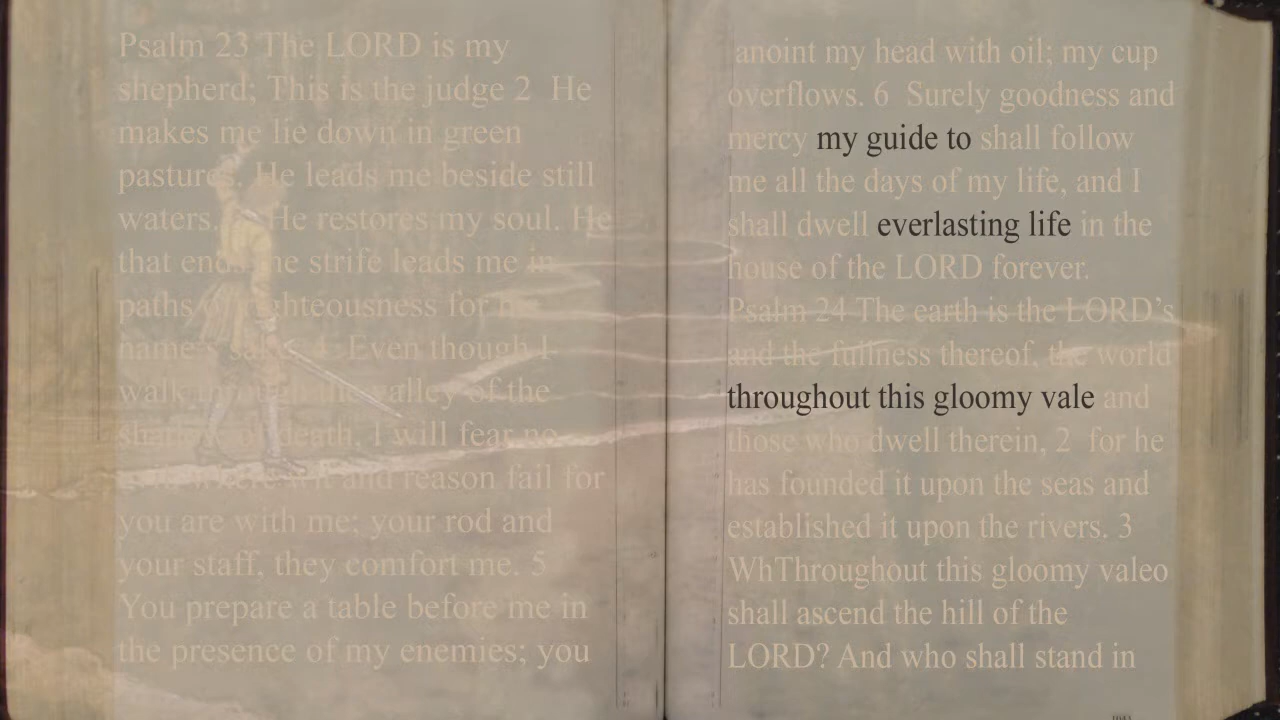 Psalm 23 The LORD is my
shepherd; This is the judge 2 He
makes me lie down in green
pastures. He leads me beside still
waters. He restores my soul. He
that ends the strife leads me in
paths of righteousness for his
name's sake. 4 Even though I
walk through the valley of the
shadow of death, I will fear no
wit and reason fail for
you are with me; your rod and
your staff, they comfort me. 5
You prepare a table before me in
the presence of my enemies; you
anoint my head with oil; my cup
overflows. 6 Surely goodness and
mercy my guide to shall follow
me all the days of my life, and I
shall dwell everlasting life in the
house of the LORD forever.
Psalm 24 The earth is the LORD’s
and the fullness thereof, the world
throughout this gloomy vale and
those who dwell therein, 2 for he
has founded it upon the seas and
established it upon the rivers. 3
WhThroughout this gloomy valeo
shall ascend the hill of the
LORD? And who shall stand in